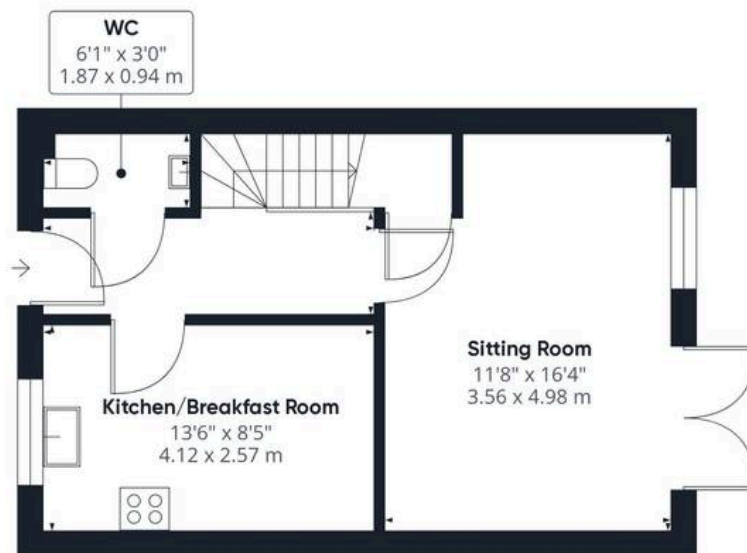 WC
6'1" x 3'0"
1.87 x 0.94 m
Sitting Room
11'8" x 16'4"
3.56 x 4.98 m
Kitchen/Breakfast Room
13'6" x 8'5"
4.12 x 2.57 m